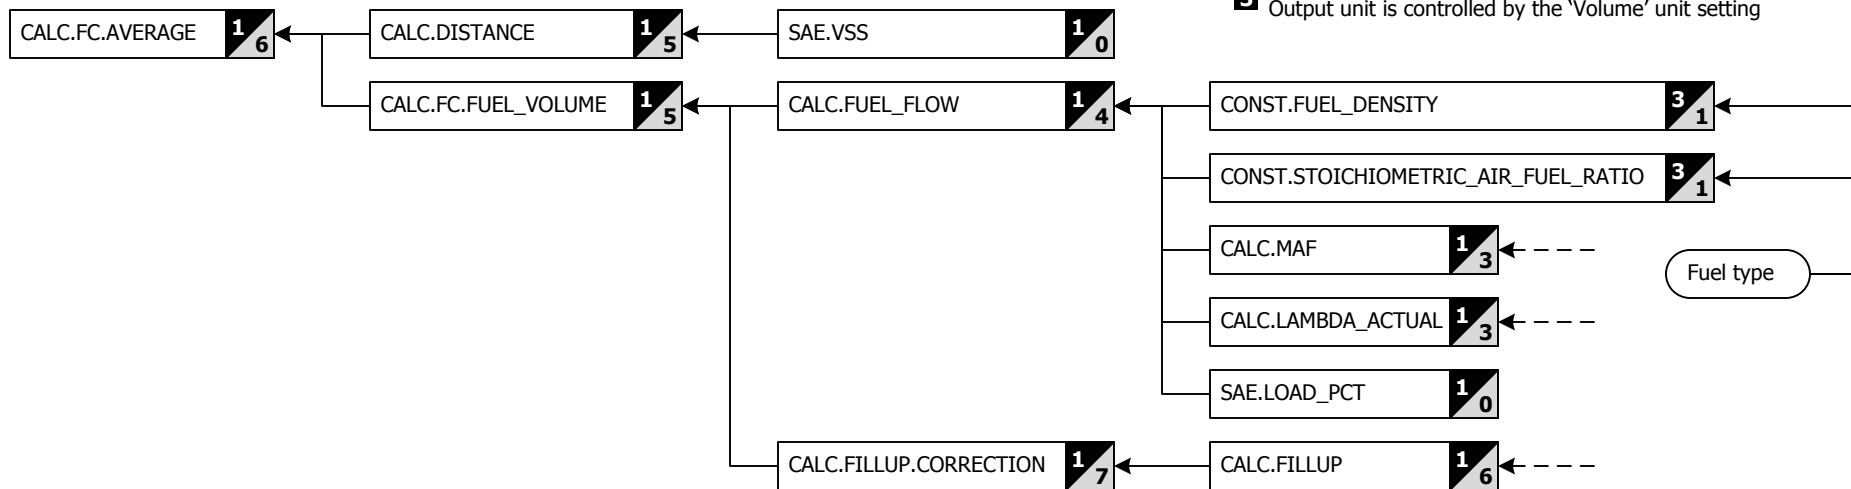 5 Output unit is controlled by the ‘Volume’ unit setting
CALC.FC.AVERAGE 1 6
CALC.DISTANCE 1 5
SAE.VSS 1 0
CALC.FC.FUEL_VOLUME 1 5
CALC.FUEL_FLOW 1 4
CONST.FUEL_DENSITY 3 1
CONST.STOICHIOMETRIC_AIR_FUEL_RATIO 3 1
CALC.MAF 1 3
Fuel type
CALC.LAMBDA_ACTUAL 1 3
SAE.LOAD_PCT 1 0
CALC.FILLUP.CORRECTION 1 7
CALC.FILLUP 1 6